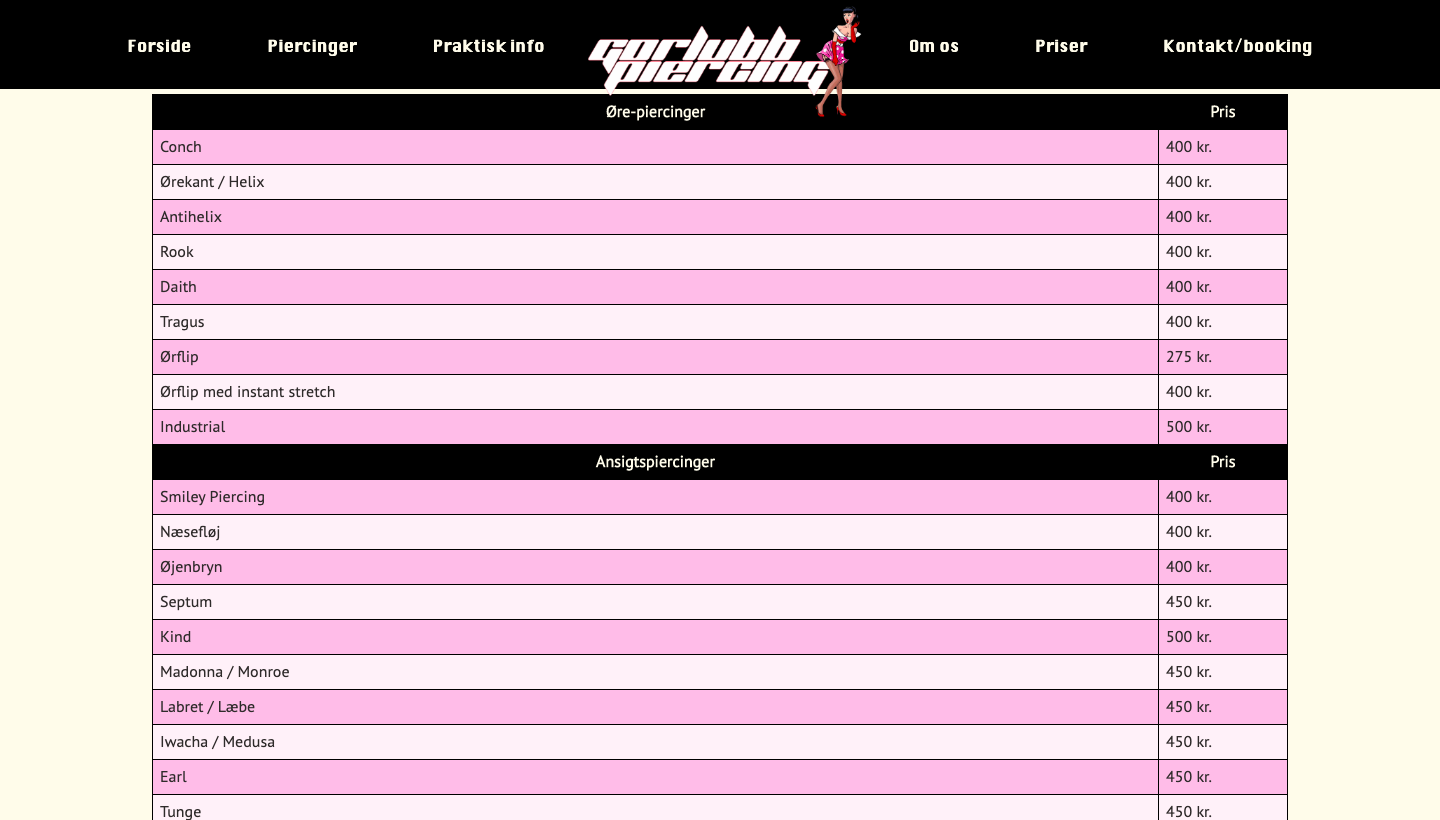 Forside Piercinger Praktisk info gorlubb piercing Om os Priser Kontakt/booking
Øre-piercinger Pris
Conch 400 kr.
Ørekant / Helix 400 kr.
Antihelix 400 kr.
Rook 400 kr.
Daith 400 kr.
Tragus 400 kr.
Ørflip 275 kr.
Ørflip med instant stretch 400 kr.
Industrial 500 kr.
Ansigtspiercinger Pris
Smiley Piercing 400 kr.
Næsefløj 400 kr.
Øjenbryn 400 kr.
Septum 450 kr.
Kind 500 kr.
Madonna / Monroe 450 kr.
Labret / Læbe 450 kr.
Iwacha / Medusa 450 kr.
Earl 450 kr.
Tunge 450 kr.